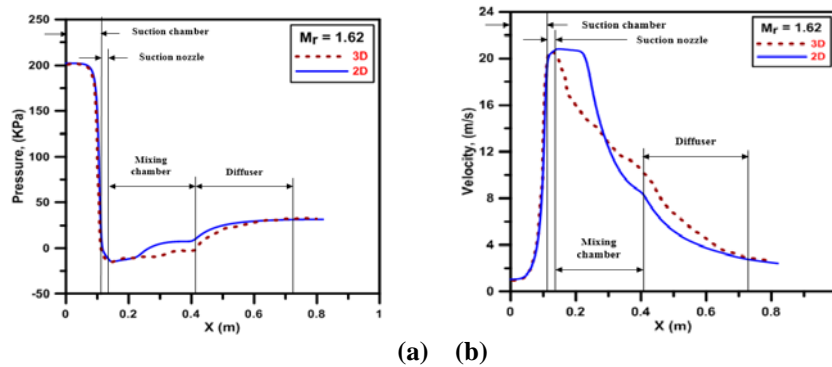 250
200
150
100
50
0
-50
Pressure, (KPa)
0
0.2
0.4
0.6
0.8
1
X (m)
Suction chamber
Suction nozzle
Mixing
chamber
Diffuser
Mr = 1.62
3D
2D
24
20
16
12
8
4
0
Velocity, (m/s)
0
0.2
0.4
0.6
0.8
X (m)
Suction chamber
Suction nozzle
Diffuser
Mixing
chamber
Mr = 1.62
3D
2D
(a) (b)